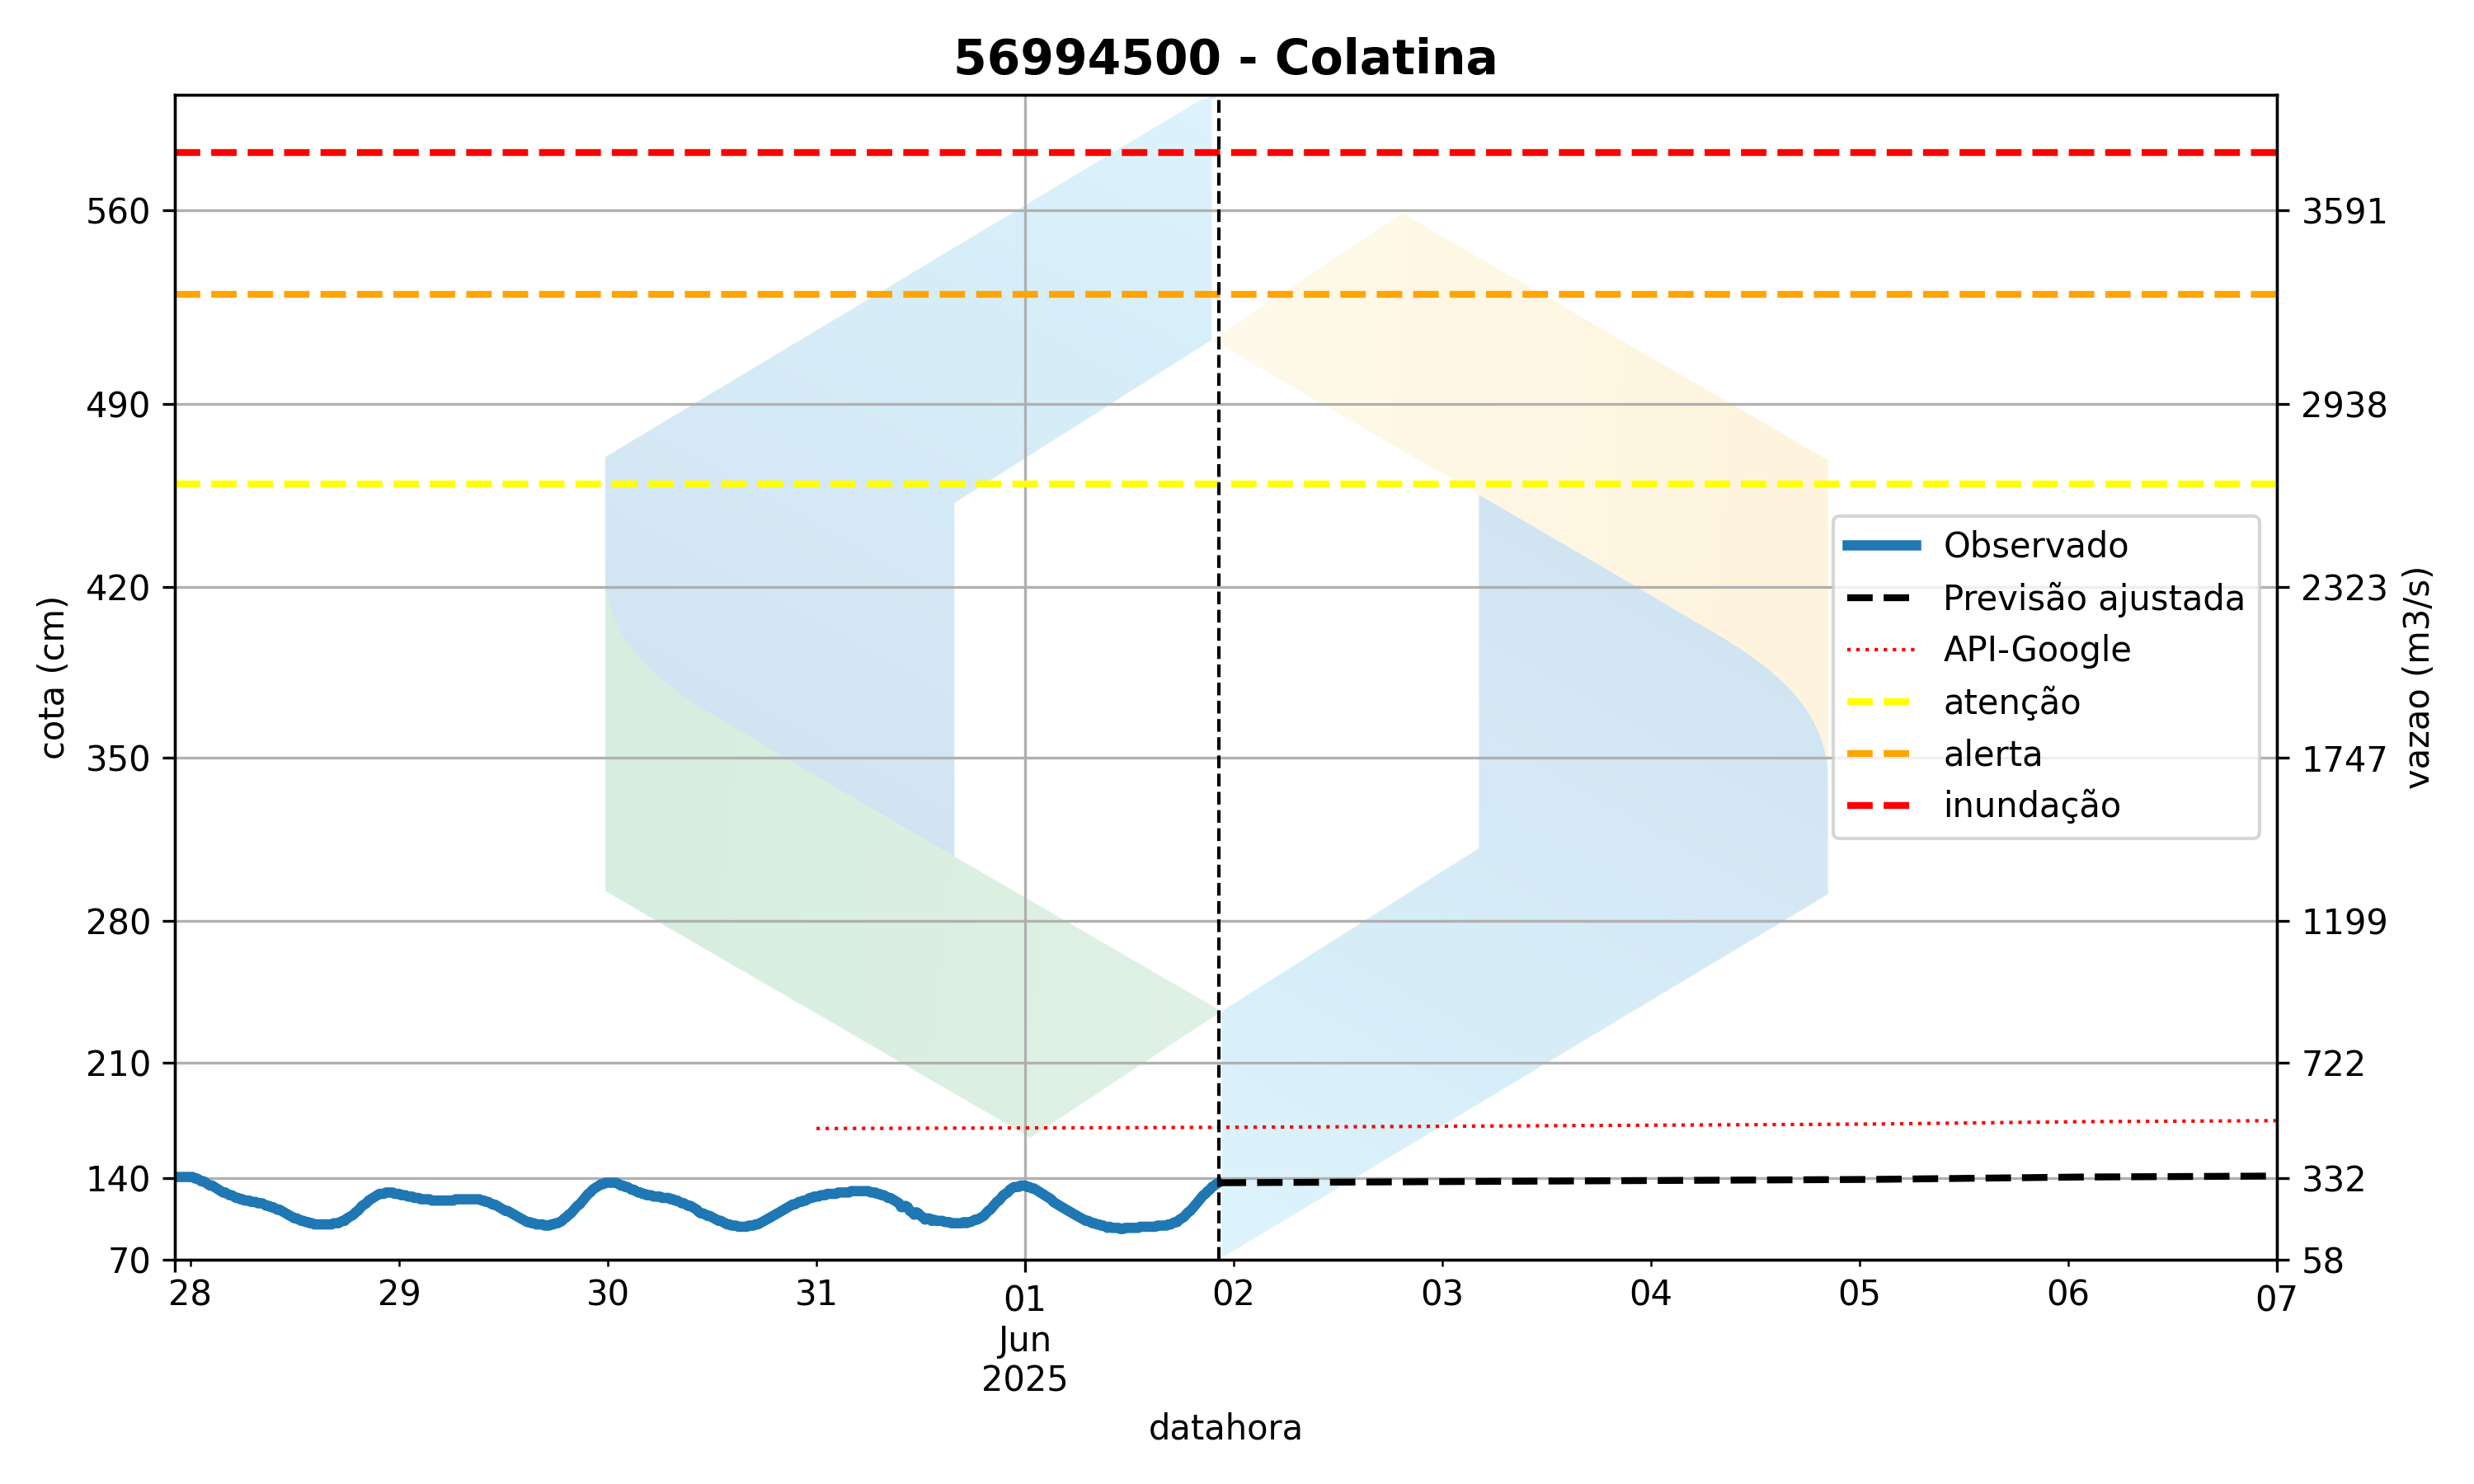 56994500 - Colatina
560
490
420
350
280
210
140
70
cota (cm)
3591
2938
2323
1747
1199
722
332
58
vazao (m3/s)
Observado
Previsão ajustada
API-Google
atenção
alerta
inundação
28 29 30 31 01 02 03 04 05 06 07
Jun
2025
datahora